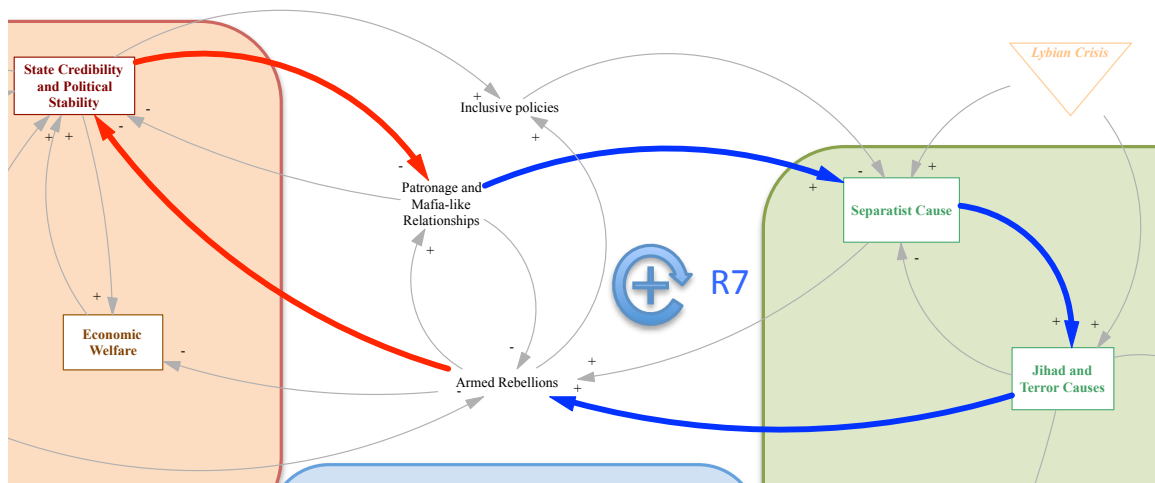 State Credibility
and Political
Stability
Lybian Crisis
Inclusive policies
Patronage and
Mafia-like
Relationships
Separatist Cause
R7
Economic
Welfare
Armed Rebellions
Jihad and
Terror Causes
+
-
-
+
+
+
-
+
-
+
+
+
-
-
+
+
+
-
-
+
+
-